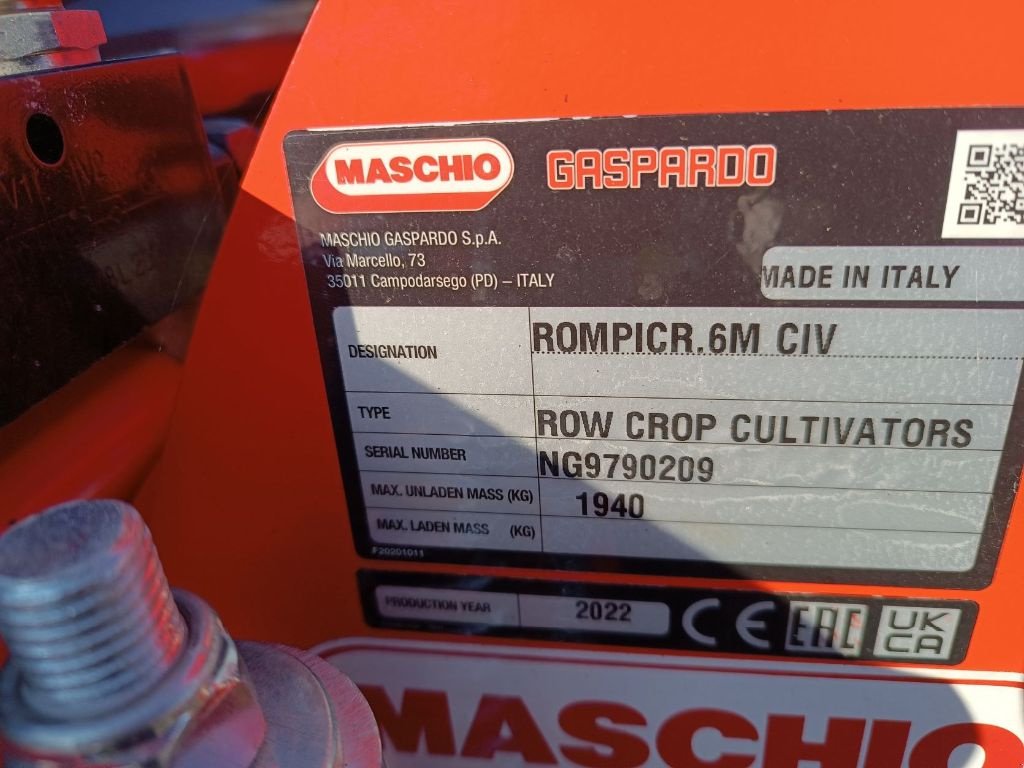 MASCHIO GASPARDO
MASCHIO GASPARDO S.p.A.
Via Marcello, 73
35011 Campodarsego (PD) – ITALY
MADE IN ITALY
DESIGNATION ROMPICR.6M CIV
TYPE ROW CROP CULTIVATORS
SERIAL NUMBER NG9790209
MAX. UNLADEN MASS (KG) 1940
MAX. LADEN MASS (KG)
F20201011
PRODUCTION YEAR 2022 CE EAC UK
CA
MASCHIO